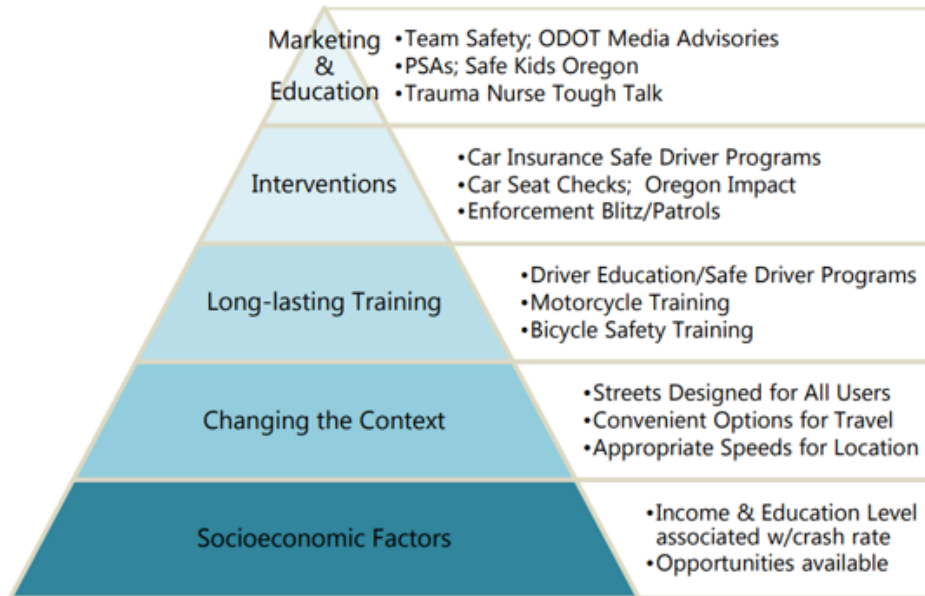 Marketing
&
Education
•Team Safety; ODOT Media Advisories
•PSAs; Safe Kids Oregon
•Trauma Nurse Tough Talk
Interventions
•Car Insurance Safe Driver Programs
•Car Seat Checks;  Oregon Impact
•Enforcement Blitz/Patrols
Long-lasting Training
•Driver Education/Safe Driver Programs
•Motorcycle Training
•Bicycle Safety Training
Changing the Context
•Streets Designed for All Users
•Convenient Options for Travel
•Appropriate Speeds for Location
Socioeconomic Factors
•Income & Education Level
associated w/crash rate
•Opportunities available